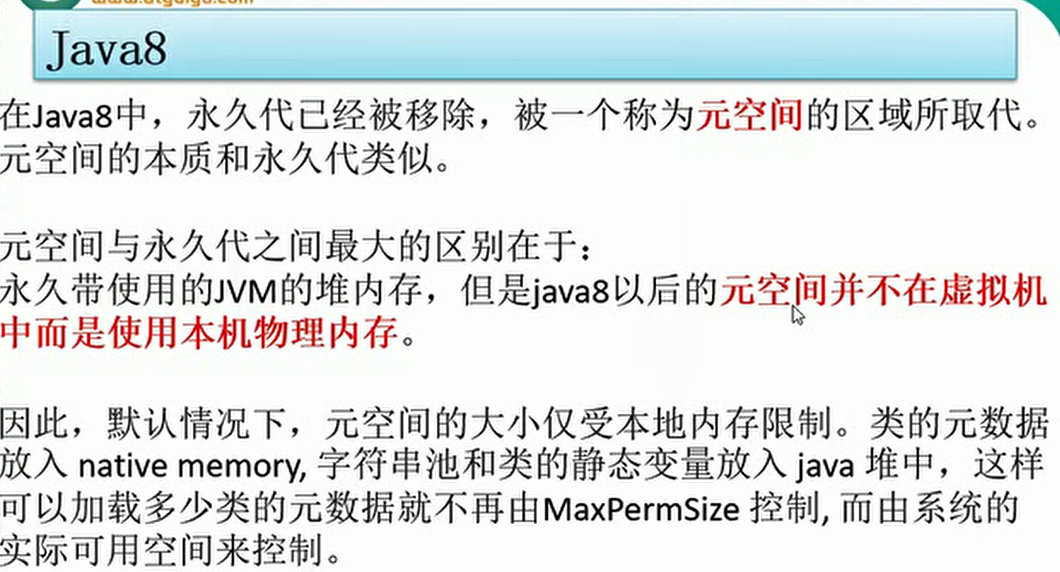 Java8
在Java8中，永久代已经被移除，被一个称为元空间的区域所取代。
元空间的本质和永久代类似。
元空间与永久代之间最大的区别在于：
永久带使用的JVM的堆内存，但是java8以后的元空间并不在虚拟机
中而是使用本机物理内存。
因此，默认情况下，元空间的大小仅受本地内存限制。类的元数据
放入 native memory, 字符串池和类的静态变量放入 java 堆中，这样
可以加载多少类的元数据就不再由MaxPermSize 控制, 而由系统的
实际可用空间来控制。